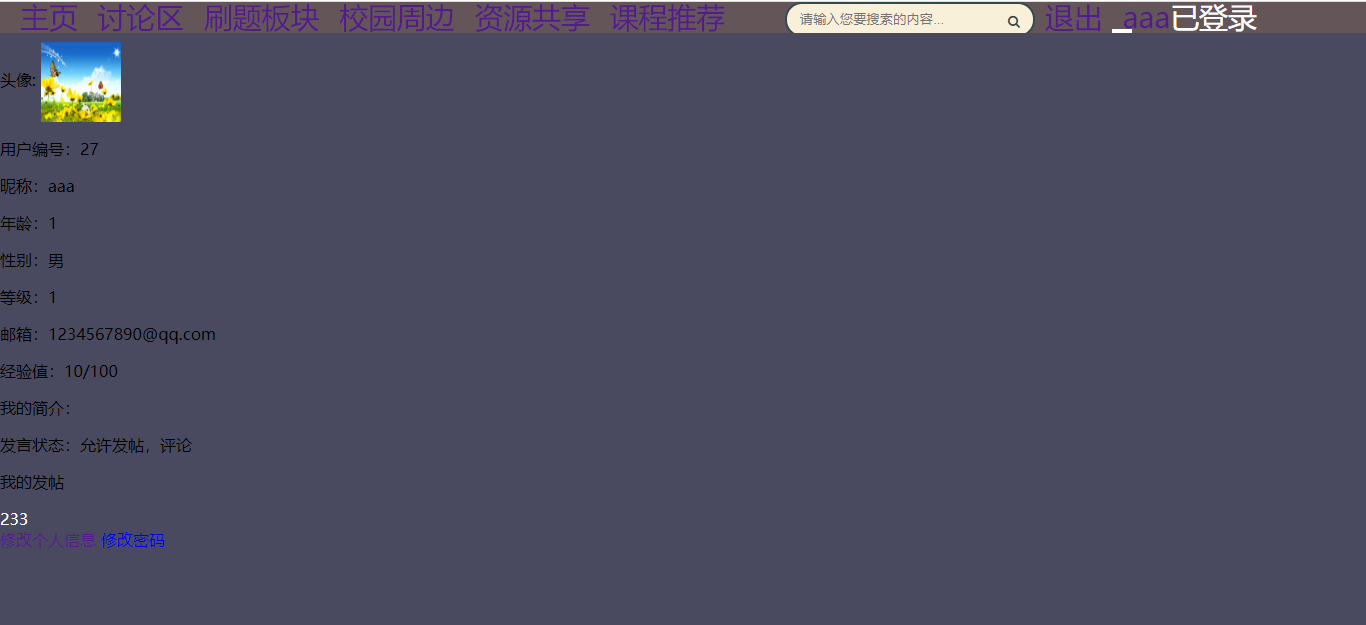 主页 讨论区 刷题板块 校园周边 资源共享 课程推荐 请输入您要搜索的内容... 退出 _aaa已登录
头像:
用户编号：27
昵称：aaa
年龄：1
性别：男
等级：1
邮箱：1234567890@qq.com
经验值：10/100
我的简介：
发言状态：允许发帖，评论
我的发帖
233
修改个人信息 修改密码